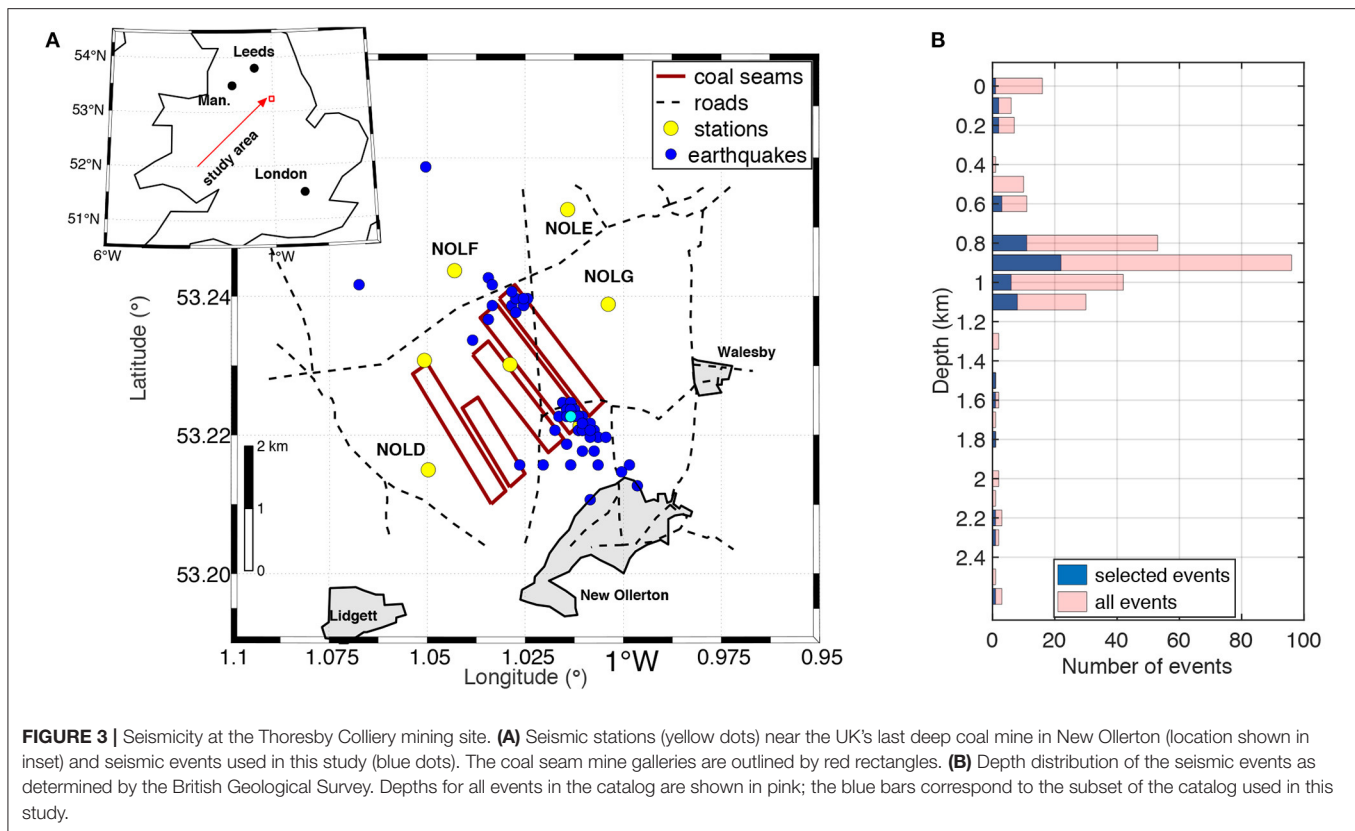 A
B
54°N
53°N
52°N
51°N
6°W
1°W
Leeds
Man.
study area
London
coal seams
roads
stations
earthquakes
NOLE
NOLF
NOLG
NOLD
Walesby
New Ollerton
Lidgett
2 km
1
0
53.24
53.22
53.20
Latitude (°)
1.1
1.075
1.05
1.025
1°W
0.975
0.95
Longitude (°)
0
0.2
0.4
0.6
0.8
1
1.2
1.4
1.6
1.8
2
2.2
2.4
Depth (km)
selected events
all events
0
20
40
60
80
100
Number of events
FIGURE 3 | Seismicity at the Thoresby Colliery mining site. (A) Seismic stations (yellow dots) near the UK's last deep coal mine in New Ollerton (location shown in
inset) and seismic events used in this study (blue dots). The coal seam mine galleries are outlined by red rectangles. (B) Depth distribution of the seismic events as
determined by the British Geological Survey. Depths for all events in the catalog are shown in pink; the blue bars correspond to the subset of the catalog used in this
study.